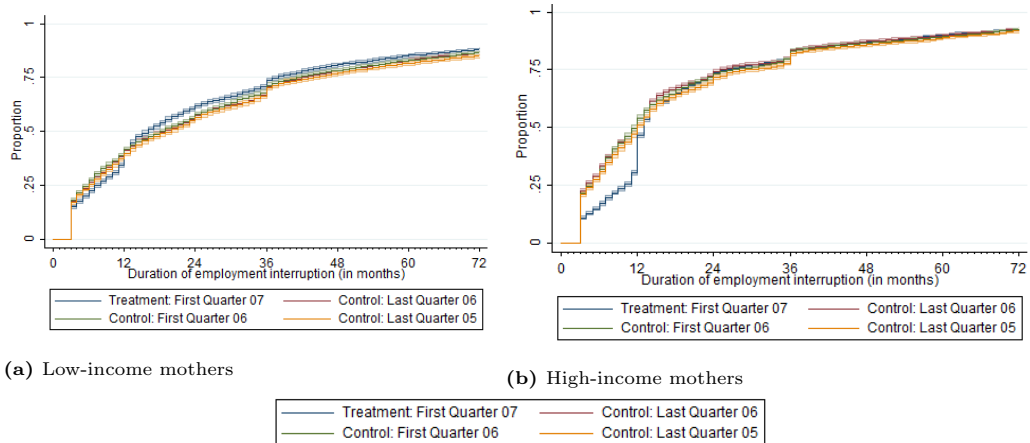 1
.75
.5
.25
0
Proportion
0 12 24 36 48 60 72
Duration of employment interruption (in months)
Treatment: First Quarter 07 Control: Last Quarter 06
Control: First Quarter 06 Control: Last Quarter 05
(a) Low-income mothers
1
.75
.5
.25
0
Proportion
0 12 24 36 48 60 72
Duration of employment interruption (in months)
Treatment: First Quarter 07 Control: Last Quarter 06
Control: First Quarter 06 Control: Last Quarter 05
(b) High-income mothers
Treatment: First Quarter 07 Control: Last Quarter 06
Control: First Quarter 06 Control: Last Quarter 05